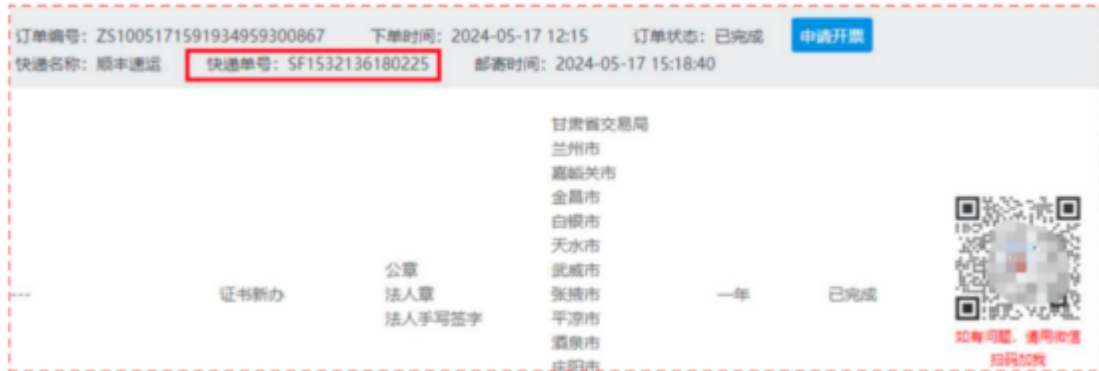 订单编号：ZS1005171591934959300867 下单时间：2024-05-17 12:15 订单状态：已完成 申请开票
快递名称：顺丰速运 快递单号：SF1532136180225 邮寄时间：2024-05-17 15:18:40
甘肃省交易局
兰州市
嘉峪关市
金昌市
白银市
天水市
公章 武威市
--- 证书新办 法人章 张掖市 一年 已完成
法人手写签字 平凉市
酒泉市
庆阳市
如有问题，请用微信
扫码加我